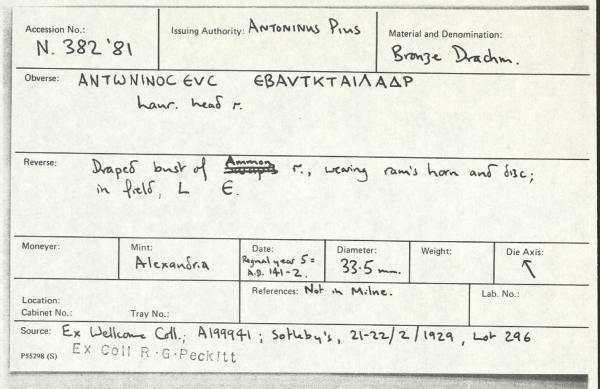 Accession No.: N. 382 '81
Issuing Authority: ANTONINUS PIUS
Material and Denomination: Bronze Drachm.
Obverse: ΑΝΤѠΝΙΝΟϹ ЄVϹ ЄΒΑVΤΚΤΑΙΛΑΔΡ
laur. head r.
Reverse: Draped bust of Ammon r., wearing ram's horn and disc;
in field, L Є.
Moneyer:
Mint: Alexandria
Date: Regnal year 5 = A.D. 141-2.
Diameter: 33.5 mm.
Weight:
Die Axis: ↖
Location:
Cabinet No.: Tray No.:
References: Not in Milne.
Lab. No.:
Source: Ex Wellcome Coll.; A199941; Sotheby's, 21-22/2/1929, Lot 296
P55298 (S) Ex Coll R.G.Peckitt